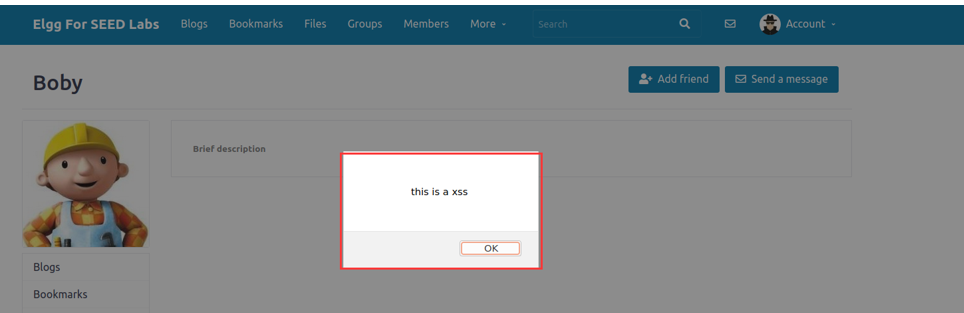 Elgg For SEED Labs Blogs Bookmarks Files Groups Members More Search Account
Boby
Add friend Send a message
Brief description
this is a xss
OK
Blogs
Bookmarks